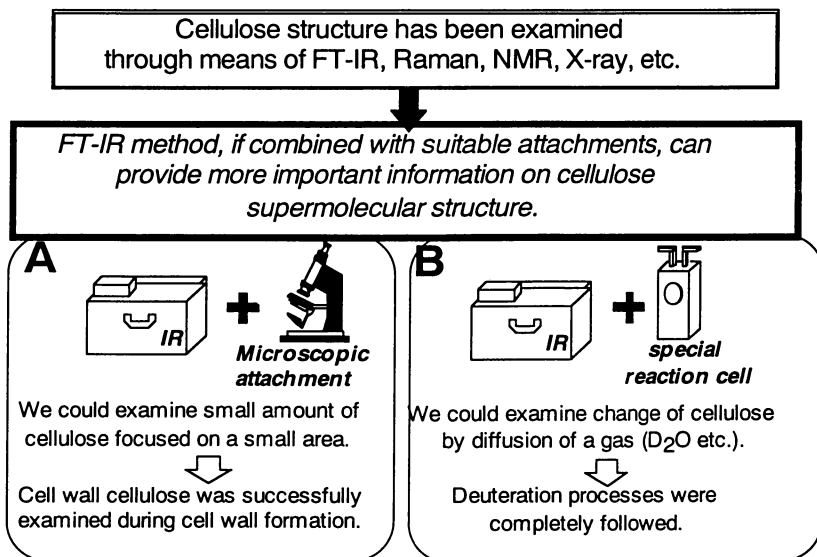 Cellulose structure has been examined
through means of FT-IR, Raman, NMR, X-ray, etc.
FT-IR method, if combined with suitable attachments, can
provide more important information on cellulose
supermolecular structure.
A
IR
+
Microscopic
attachment
We could examine small amount of
cellulose focused on a small area.
Cell wall cellulose was successfully
examined during cell wall formation.
B
IR
+
special
reaction cell
We could examine change of cellulose
by diffusion of a gas (D₂O etc.).
Deuteration processes were
completely followed.